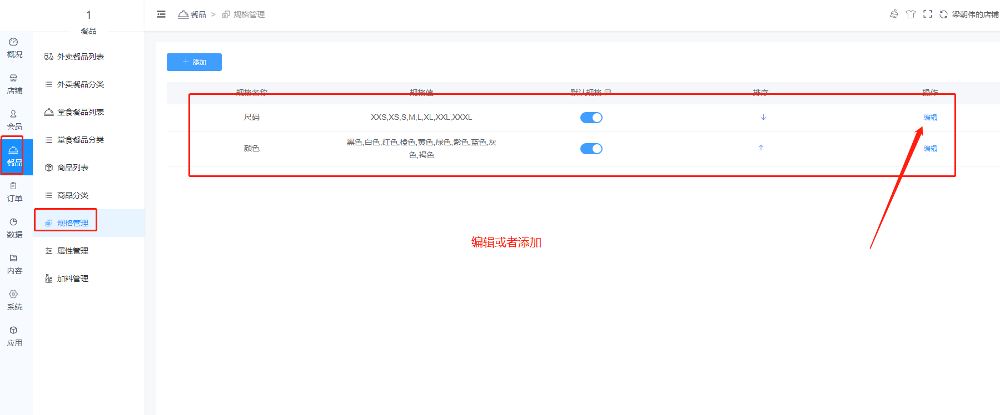 1
餐品
概况
店铺
会员
餐品
订单
数据
内容
系统
应用
外卖餐品列表
外卖餐品分类
堂食餐品列表
堂食餐品分类
商品列表
商品分类
规格管理
属性管理
加料管理
餐品 > 规格管理
梁朝伟的店铺
添加
规格名称 规格值 默认规格 排序 操作
尺码 XXS,XS,S,M,L,XL,XXL,XXXL 编辑
颜色 黑色,白色,红色,橙色,黄色,绿色,紫色,蓝色,灰
色,褐色 编辑
编辑或者添加